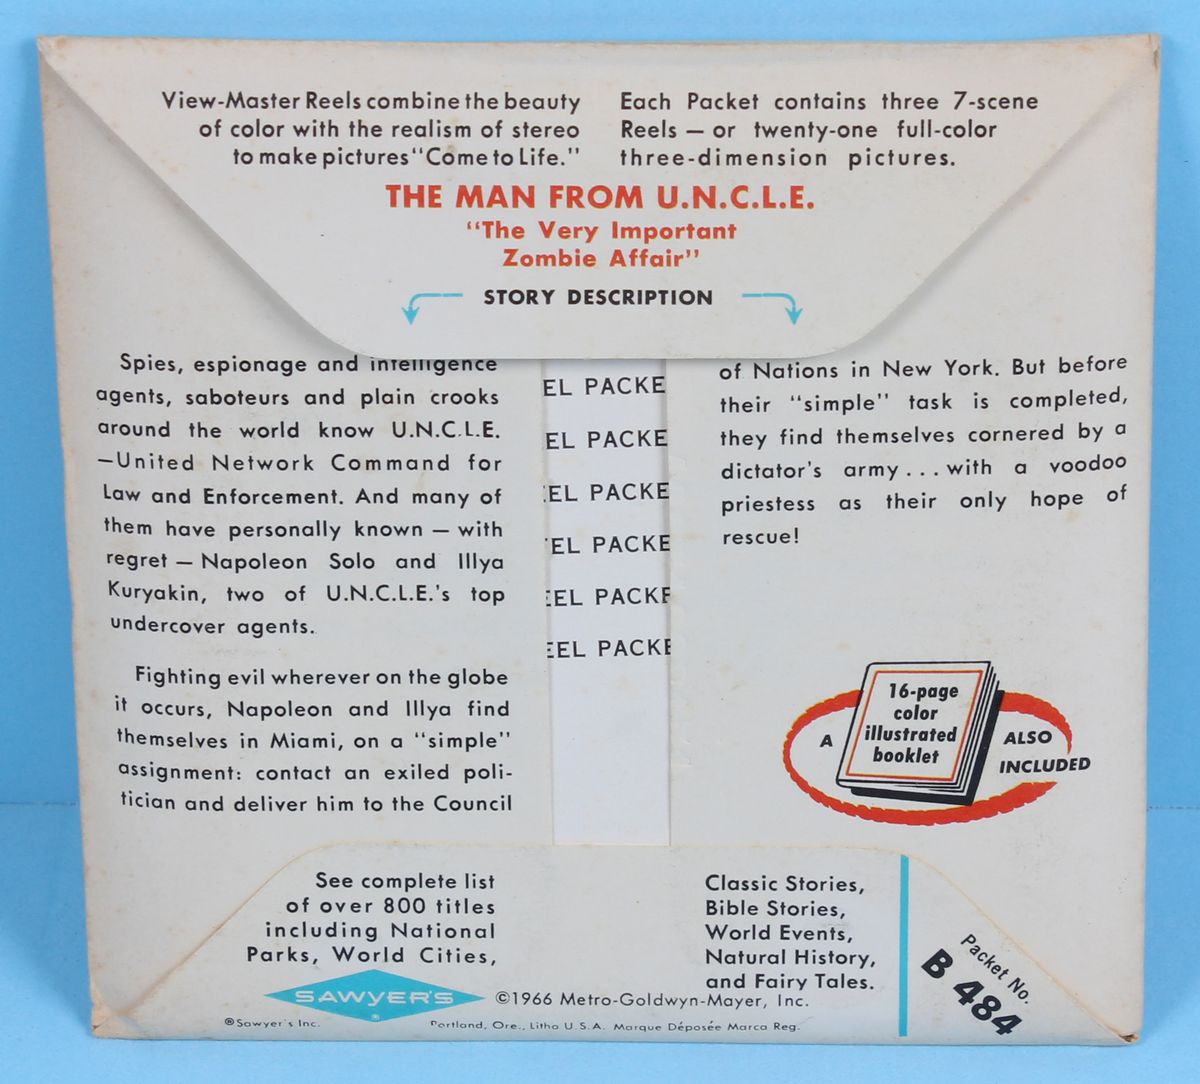 View-Master Reels combine the beauty
of color with the realism of stereo
to make pictures "Come to Life."
Each Packet contains three 7-scene
Reels — or twenty-one full-color
three-dimension pictures.
THE MAN FROM U.N.C.L.E.
"The Very Important
Zombie Affair"
STORY DESCRIPTION
Spies, espionage and intelligence
agents, saboteurs and plain crooks
around the world know U.N.C.L.E.
—United Network Command for
Law and Enforcement. And many of
them have personally known — with
regret — Napoleon Solo and Illya
Kuryakin, two of U.N.C.L.E.'s top
undercover agents.
Fighting evil wherever on the globe
it occurs, Napoleon and Illya find
themselves in Miami, on a "simple"
assignment: contact an exiled poli-
tician and deliver him to the Council
EL PACKE
EL PACKE
EL PACKE
EL PACKE
EEL PACKE
EEL PACKE
of Nations in New York. But before
their "simple" task is completed,
they find themselves cornered by a
dictator's army . . . with a voodoo
priestess as their only hope of
rescue!
A
16-page
color
illustrated
booklet
ALSO
INCLUDED
See complete list
of over 800 titles
including National
Parks, World Cities,
Classic Stories,
Bible Stories,
World Events,
Natural History,
and Fairy Tales.
SAWYER'S ®
©1966 Metro-Goldwyn-Mayer, Inc.
®Sawyer's Inc.
Portland, Ore., Litho U.S.A. Marque Déposée Marca Reg.
Packet No.
B 484